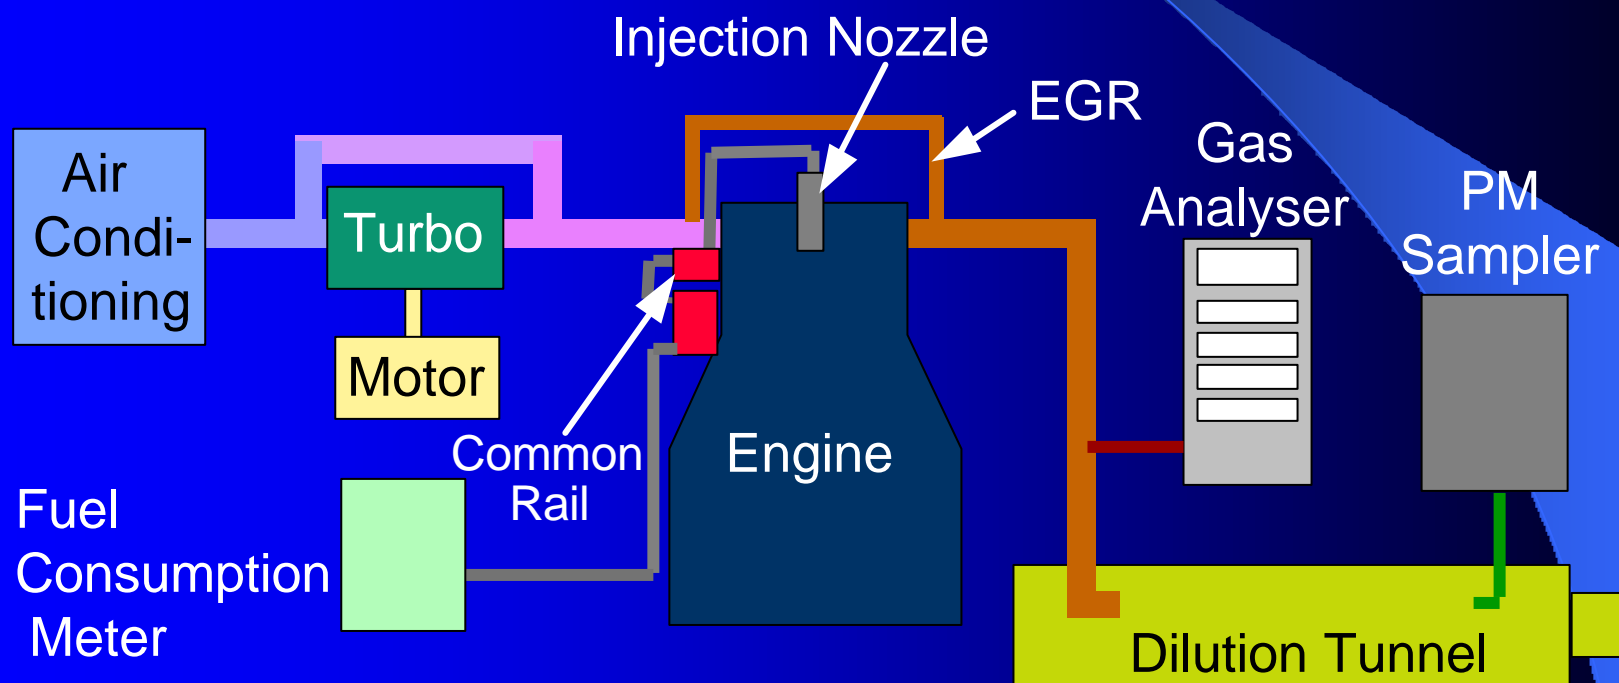 Injection Nozzle
EGR
Gas
Analyser
PM
Sampler
Air
Condi-
tioning
Turbo
Motor
Common
Rail
Engine
Fuel
Consumption
Meter
Dilution Tunnel